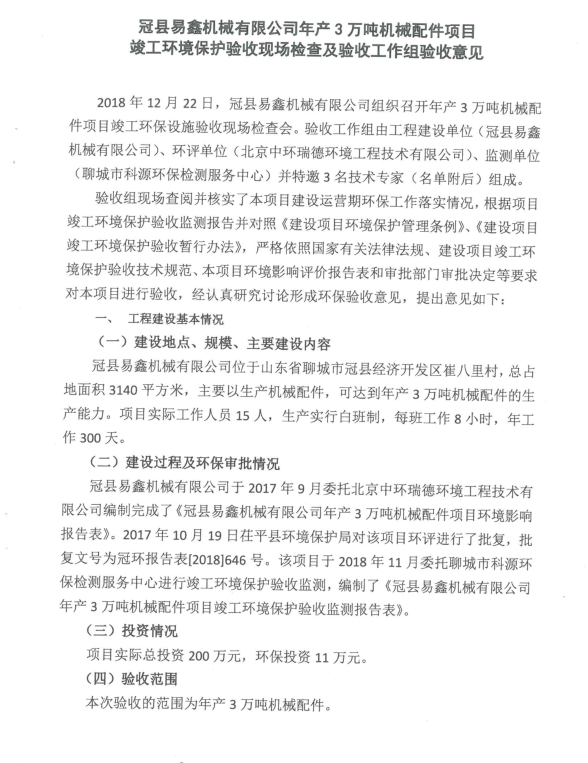 冠县易鑫机械有限公司年产 3 万吨机械配件项目
竣工环境保护验收现场检查及验收工作组验收意见
2018 年 12 月 22 日，冠县易鑫机械有限公司组织召开年产 3 万吨机械配
件项目竣工环保设施验收现场检查会。验收工作组由工程建设单位（冠县易鑫
机械有限公司）、环评单位（北京中环瑞德环境工程技术有限公司）、监测单位
（聊城市科源环保检测服务中心）并特邀 3 名技术专家（名单附后）组成。
验收组现场查阅并核实了本项目建设运营期环保工作落实情况，根据项目
竣工环境保护验收监测报告并对照《建设项目环境保护管理条例》、《建设项目
竣工环境保护验收暂行办法》，严格依照国家有关法律法规、建设项目竣工环
境保护验收技术规范、本项目环境影响评价报告表和审批部门审批决定等要求
对本项目进行验收，经认真研究讨论形成环保验收意见，提出意见如下：
一、 工程建设基本情况
（一）建设地点、规模、主要建设内容
冠县易鑫机械有限公司位于山东省聊城市冠县经济开发区崔八里村，总占
地面积 3140 平方米，主要以生产机械配件，可达到年产 3 万吨机械配件的生
产能力。项目实际工作人员 15 人，生产实行白班制，每班工作 8 小时，年工
作 300 天。
（二）建设过程及环保审批情况
冠县易鑫机械有限公司于 2017 年 9 月委托北京中环瑞德环境工程技术有
限公司编制完成了《冠县易鑫机械有限公司年产 3 万吨机械配件项目环境影响
报告表》。2017 年 10 月 19 日茌平县环境保护局对该项目环评进行了批复，批
复文号为冠环报告表[2018]646 号。该项目于 2018 年 11 月委托聊城市科源环
保检测服务中心进行竣工环境保护验收监测，编制了《冠县易鑫机械有限公司
年产 3 万吨机械配件项目竣工环境保护验收监测报告表》。
（三）投资情况
项目实际总投资 200 万元，环保投资 11 万元。
（四）验收范围
本次验收的范围为年产 3 万吨机械配件。